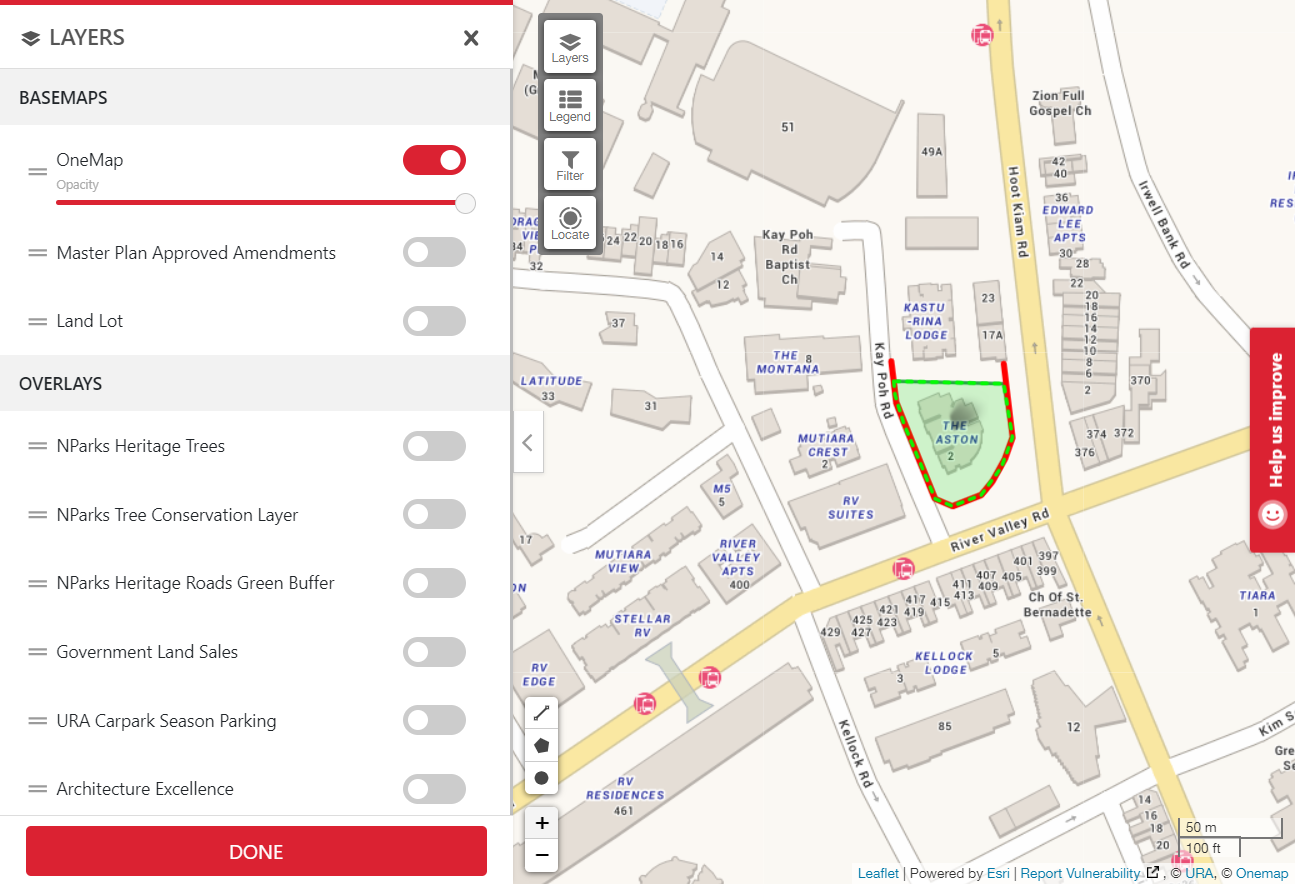 LAYERS
BASEMAPS
OneMap
Opacity
Master Plan Approved Amendments
Land Lot
OVERLAYS
NParks Heritage Trees
NParks Tree Conservation Layer
NParks Heritage Roads Green Buffer
Government Land Sales
URA Carpark Season Parking
Architecture Excellence
DONE
Layers
Legend
Filter
Locate
51
49A
Zion Full
Gospel Ch
42
40
36
EDWARD
LEE
APTS
30
28
22
20
18
16
14
12
10
8
6
2
Hoot Kiam Rd
Irwell Bank Rd
24 22 20 18 16
32
14
12
Kay Poh
Rd
Baptist
Ch
KASTU
-RINA
LODGE
23
17A
37
THE 8
MONTANA
Kay Poh Rd
LATITUDE
33
31
THE
ASTON
2
370
374 372
376
MUTIARA
CREST
2
M5
5
RV
SUITES
River Valley Rd
17
MUTIARA
VIEW
RIVER
VALLEY
APTS
400
STELLAR
RV
RV
EDGE
429
427
425
423
421
419
417
415
413
411
409
407
405
401
399
397
Ch Of St.
Bernadette
TIARA
1
KELLOCK
LODGE
5
3
85
12
Kellock Rd
RV
RESIDENCES
461
14
16
18
20
Help us improve
+
−
50 m
100 ft
Leaflet | Powered by Esri | Report Vulnerability , © URA, © Onemap